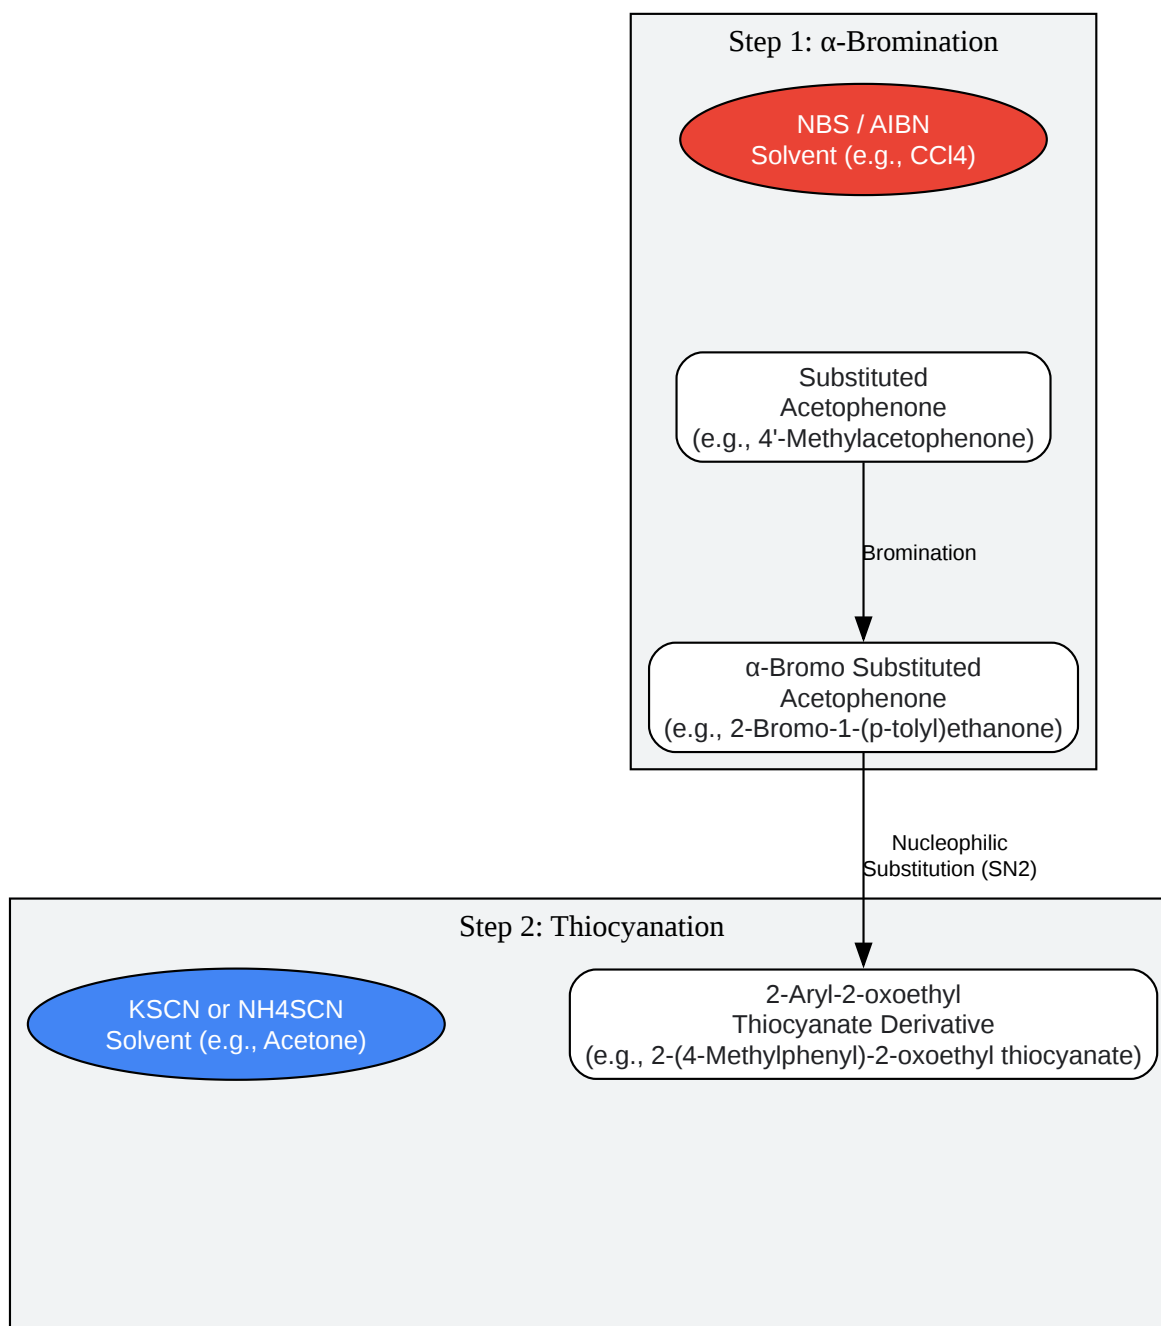 Step 1: α-Bromination
NBS / AIBN
Solvent (e.g., CCl4)
Substituted
Acetophenone
(e.g., 4'-Methylacetophenone)
Bromination
α-Bromo Substituted
Acetophenone
(e.g., 2-Bromo-1-(p-tolyl)ethanone)
Nucleophilic
Substitution (SN2)
Step 2: Thiocyanation
KSCN or NH4SCN
Solvent (e.g., Acetone)
2-Aryl-2-oxoethyl
Thiocyanate Derivative
(e.g., 2-(4-Methylphenyl)-2-oxoethyl thiocyanate)